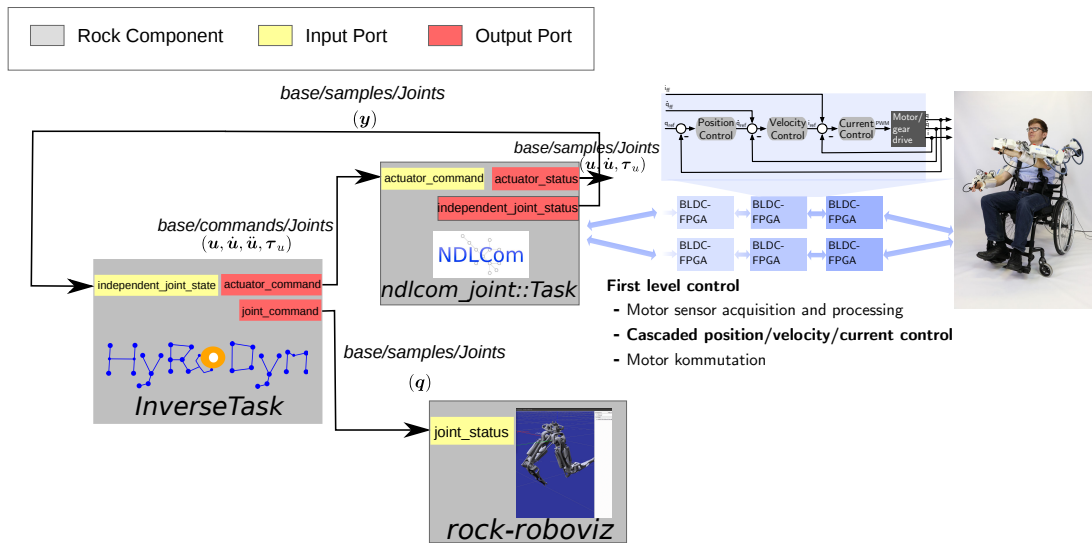 Rock Component
Input Port
Output Port
base/samples/Joints
(y)
base/samples/Joints
(u, u̇, τ_u)
actuator_command
actuator_status
independent_joint_status
NDLCom
ndlcom_joint::Task
base/commands/Joints
(u, u̇, ü, τ_u)
independent_joint_state
actuator_command
joint_command
HyRoDyn
InverseTask
base/samples/Joints
(q)
joint_status
rock-roboviz
Position
Control
Velocity
Control
Current
Control
PWM
Motor/
gear
drive
BLDC-
FPGA
BLDC-
FPGA
BLDC-
FPGA
BLDC-
FPGA
BLDC-
FPGA
BLDC-
FPGA
First level control
- Motor sensor acquisition and processing
- Cascaded position/velocity/current control
- Motor kommutation